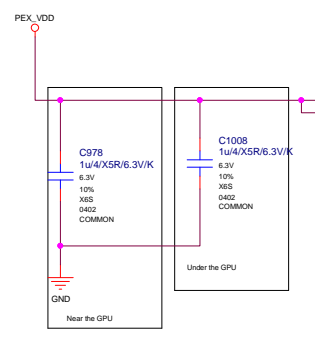 PEX_VDD
C978
1u/4/X5R/6.3V/K
6.3V
10%
X6S
0402
COMMON
GND
Near the GPU
C1008
1u/4/X5R/6.3V/K
6.3V
10%
X6S
0402
COMMON
Under the GPU